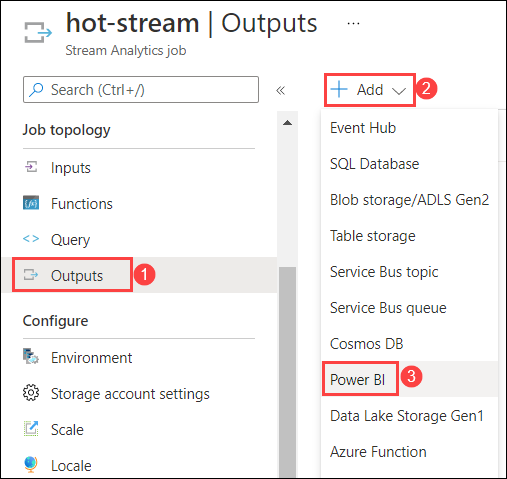 hot-stream | Outputs ...
Stream Analytics job
Search (Ctrl+/)
«
Job topology
Inputs
Functions
Query
Outputs 1
Configure
Environment
Storage account settings
Scale
Locale
+ Add 2
Event Hub
SQL Database
Blob storage/ADLS Gen2
Table storage
Service Bus topic
Service Bus queue
Cosmos DB
Power BI 3
Data Lake Storage Gen1
Azure Function